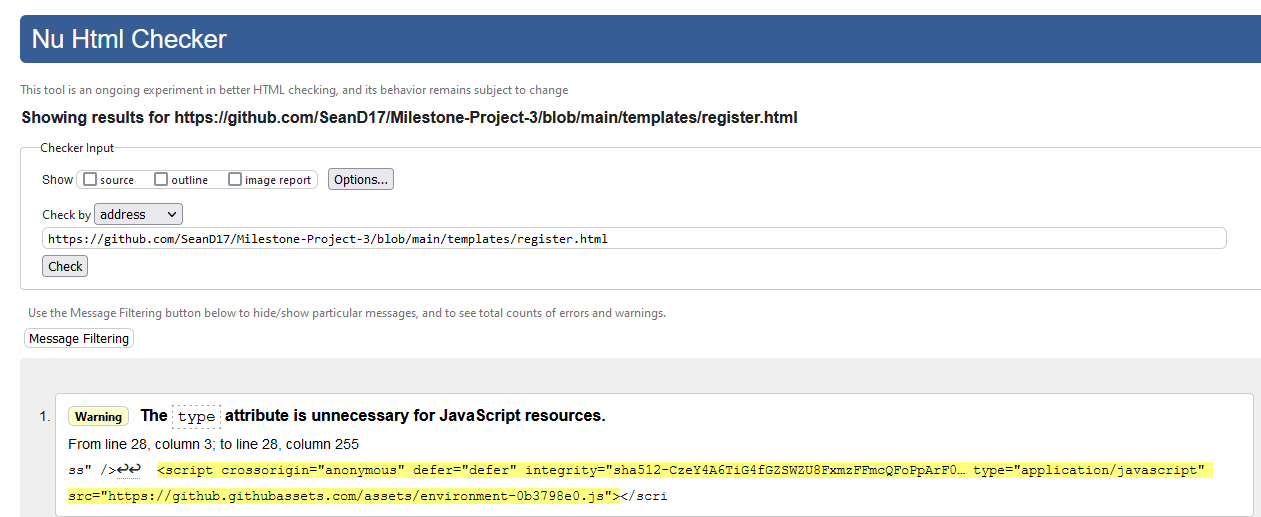 Nu Html Checker
This tool is an ongoing experiment in better HTML checking, and its behavior remains subject to change
Showing results for https://github.com/SeanD17/Milestone-Project-3/blob/main/templates/register.html
Checker Input
Show source outline image report Options...
Check by address
https://github.com/SeanD17/Milestone-Project-3/blob/main/templates/register.html
Check
Use the Message Filtering button below to hide/show particular messages, and to see total counts of errors and warnings.
Message Filtering
1. Warning The type attribute is unnecessary for JavaScript resources.
From line 28, column 3; to line 28, column 255
ss" />↩↩ <script crossorigin="anonymous" defer="defer" integrity="sha512-CzeY4A6TiG4fGZSWZU8FxmzFFmcQFoPpArF0… type="application/javascript"
src="https://github.githubassets.com/assets/environment-0b3798e0.js"></scri